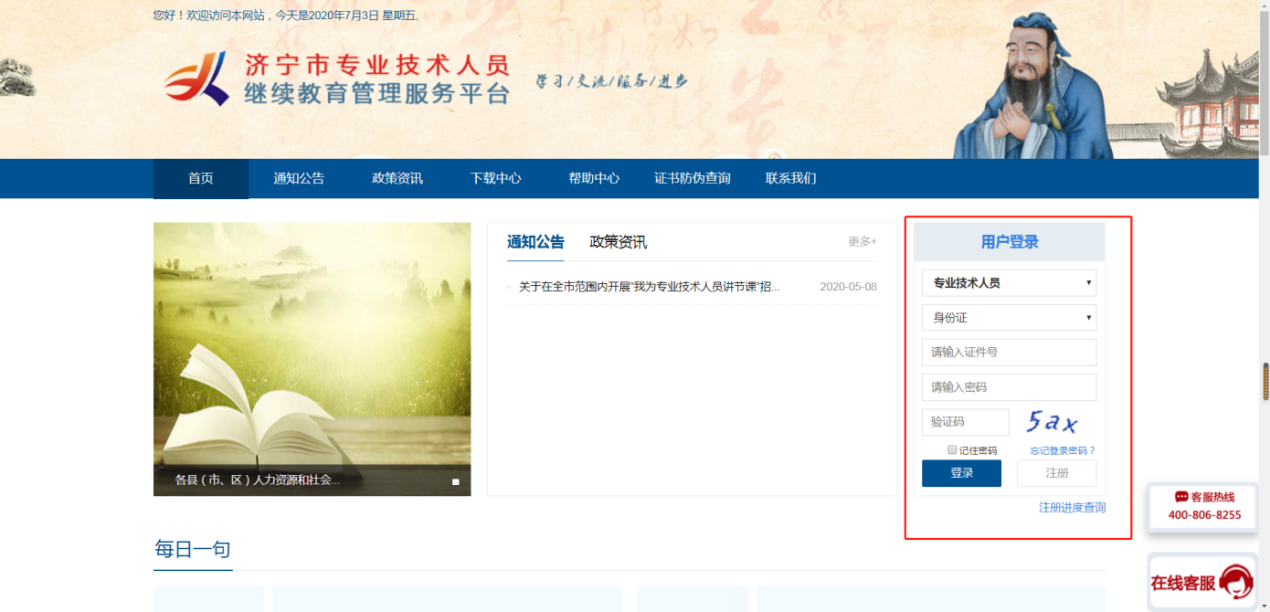 您好！欢迎访问本网站，今天是2020年7月3日 星期五。
济宁市专业技术人员
继续教育管理服务平台
学习/交流/服务/进步
首页 通知公告 政策资讯 下载中心 帮助中心 证书防伪查询 联系我们
各县（市、区）人力资源和社会...
通知公告 政策资讯 更多+
关于在全市范围内开展“我为专业技术人员讲节课”招... 2020-05-08
用户登录
专业技术人员
身份证
请输入证件号
请输入密码
验证码 5ax
记住密码 忘记登录密码？
登录 注册
注册进度查询
客服热线
400-806-8255
在线客服
每日一句